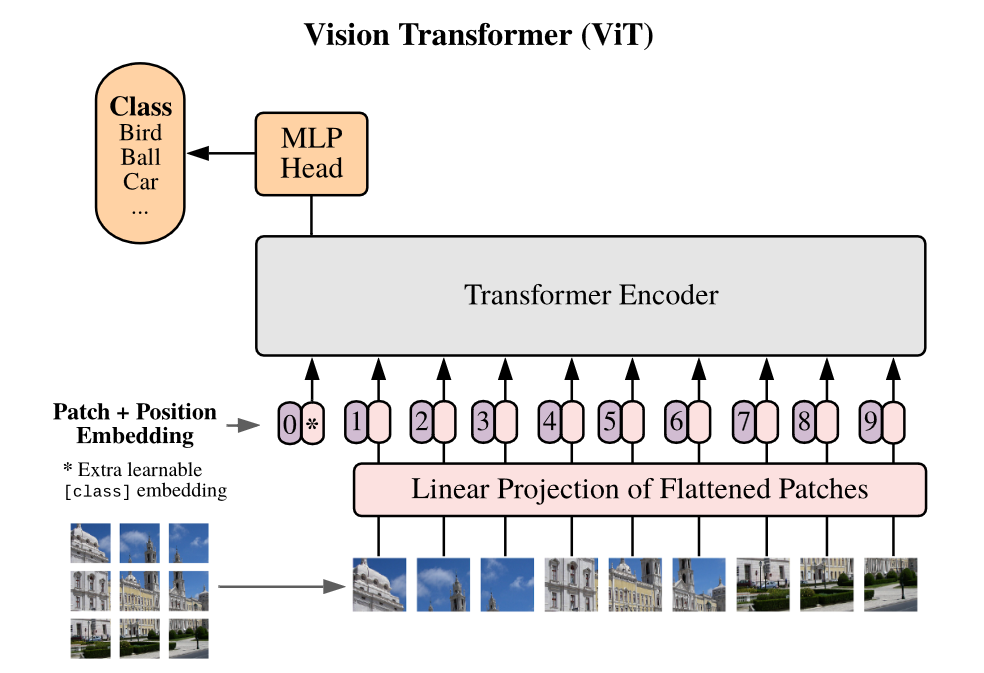 Vision Transformer (ViT)
Class
Bird
Ball
Car
...
MLP
Head
Transformer Encoder
Patch + Position
Embedding
0 * 1 2 3 4 5 6 7 8 9
* Extra learnable
[class] embedding
Linear Projection of Flattened Patches